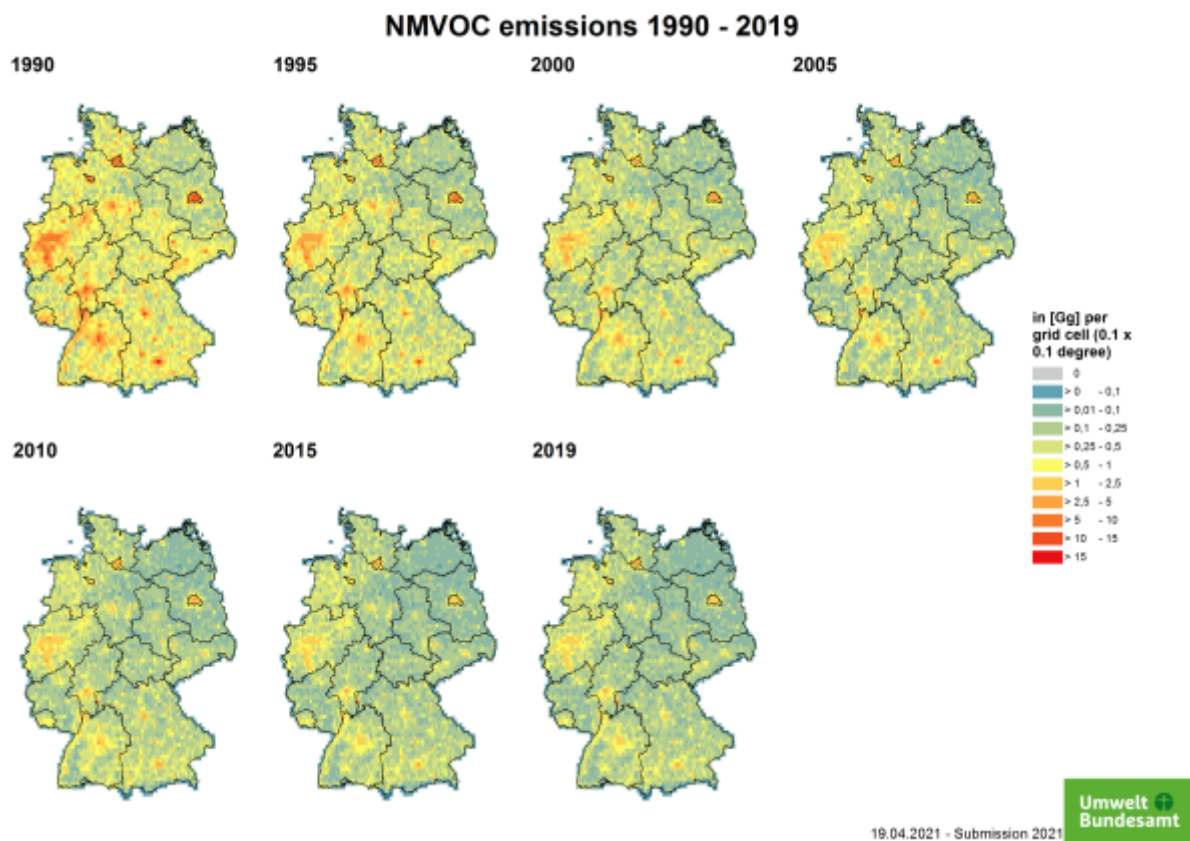 NMVOC emissions 1990 - 2019
1990
1995
2000
2005
in [Gg] per
grid cell (0.1 x
0.1 degree)
0
> 0 - 0,1
> 0,01 - 0,1
> 0,1 - 0,25
> 0,25 - 0,5
> 0,5 - 1
> 1 - 2,5
> 2,5 - 5
> 5 - 10
> 10 - 15
> 15
2010
2015
2019
Umwelt
Bundesamt
19.04.2021 - Submission 2021